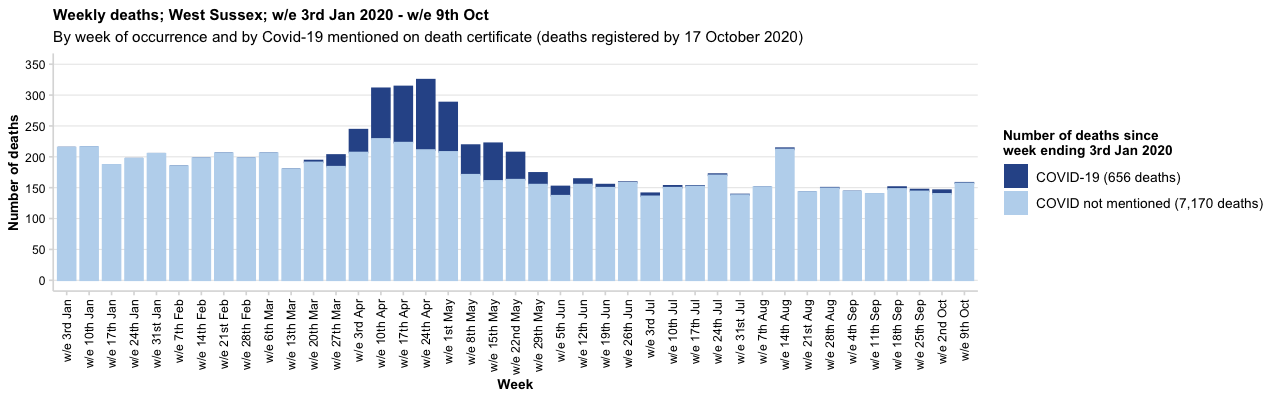 Weekly deaths; West Sussex; w/e 3rd Jan 2020 - w/e 9th Oct
By week of occurrence and by Covid-19 mentioned on death certificate (deaths registered by 17 October 2020)
Number of deaths
350
300
250
200
150
100
50
0
w/e 3rd Jan
w/e 10th Jan
w/e 17th Jan
w/e 24th Jan
w/e 31st Jan
w/e 7th Feb
w/e 14th Feb
w/e 21st Feb
w/e 28th Feb
w/e 6th Mar
w/e 13th Mar
w/e 20th Mar
w/e 27th Mar
w/e 3rd Apr
w/e 10th Apr
w/e 17th Apr
w/e 24th Apr
w/e 1st May
w/e 8th May
w/e 15th May
w/e 22nd May
w/e 29th May
w/e 5th Jun
w/e 12th Jun
w/e 19th Jun
w/e 26th Jun
w/e 3rd Jul
w/e 10th Jul
w/e 17th Jul
w/e 24th Jul
w/e 31st Jul
w/e 7th Aug
w/e 14th Aug
w/e 21st Aug
w/e 28th Aug
w/e 4th Sep
w/e 11th Sep
w/e 18th Sep
w/e 25th Sep
w/e 2nd Oct
w/e 9th Oct
Week
Number of deaths since
week ending 3rd Jan 2020
COVID-19 (656 deaths)
COVID not mentioned (7,170 deaths)